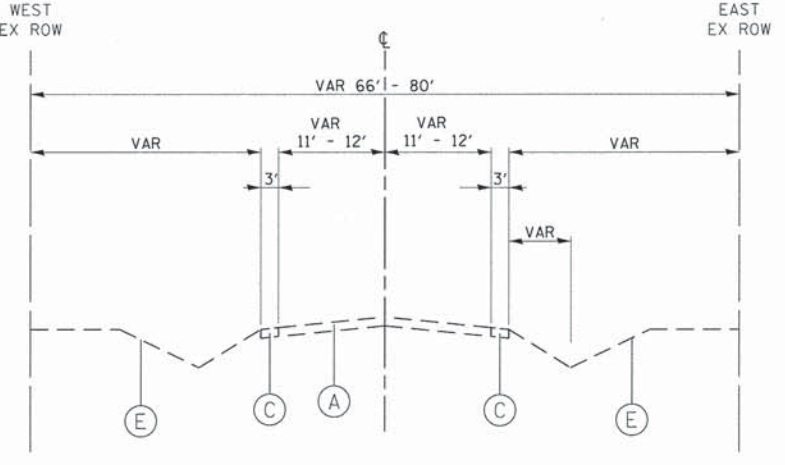 WEST
EX ROW
EAST
EX ROW
℄
VAR 66' - 80'
VAR
VAR
11' - 12'
VAR
11' - 12'
VAR
3'
3'
VAR
E
C
A
C
E